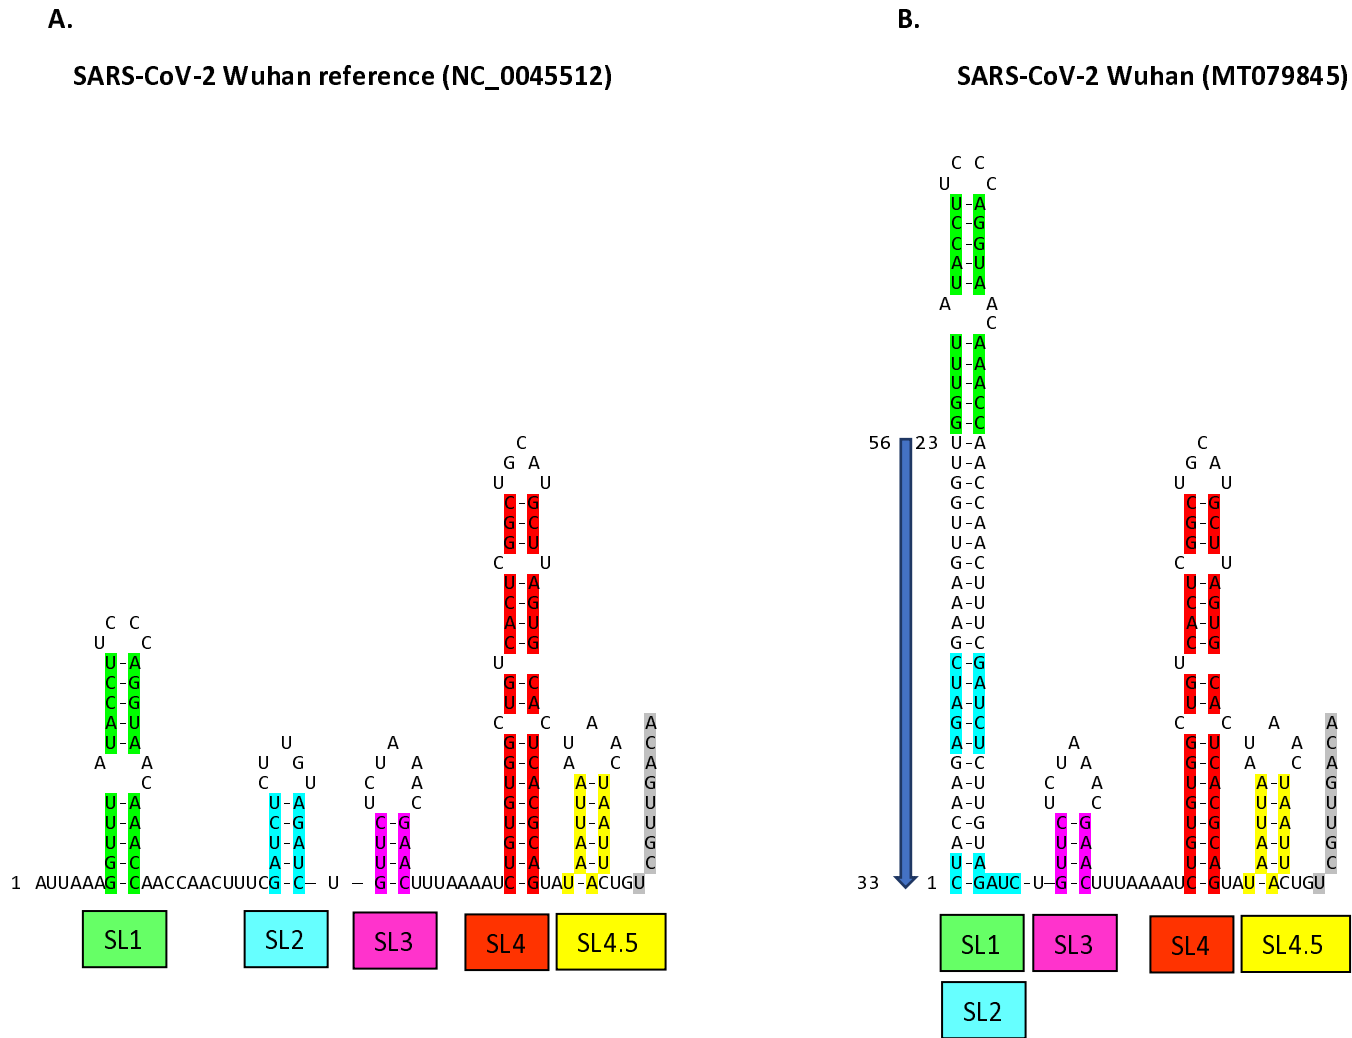 A.
B.
SARS-CoV-2 Wuhan reference (NC_0045512)
SARS-CoV-2 Wuhan (MT079845)
C C
U C
U-A
C-G
C-G
A-U
U-A
A A
C
U-A
U-A
U-A
G-C
G-C
C 56 23 U-A C
G A U-A G A
U U G-C U U
C-G G-C C-G
G-C U-A G-C
G-U U-A G-U
C U G-C C U
U-A A-U U-A
C-G A-U C-G
C C A-U A-U A-U
U C C-G G-C C-G
U-A U C-G U
C-G G-C U-A G-C
C-G U-A A-U U-A
A-U C C A A G-C C C A A
U-A U A G-U U A C A-U A G-U U A C
A A U G U A G-C A C A G-C U A G-C A C A
C C U C A U-A A-U G A-U C A U-A A-U G
U-A U-A U C G-C U-A U A-U U C G-C U-A U
U-A C-G C-G U-G U-A U C-G C-G U-G U-A U
U-A U-A U-A G-C A-U G A-U U-A G-C A-U G
G-C A-U U-A U-A A-U C U-A U-A U-A A-U C
1 AUUAAAG-CAACCAACUUUCG-C— U —G-CUUUAAAAUC-GUAU-ACUGU
33 1 C-GAUC-U-G-CUUUAAAAUC-GUAU-ACUGU
SL1 SL2 SL3 SL4 SL4.5
SL1 SL3 SL4 SL4.5
SL2